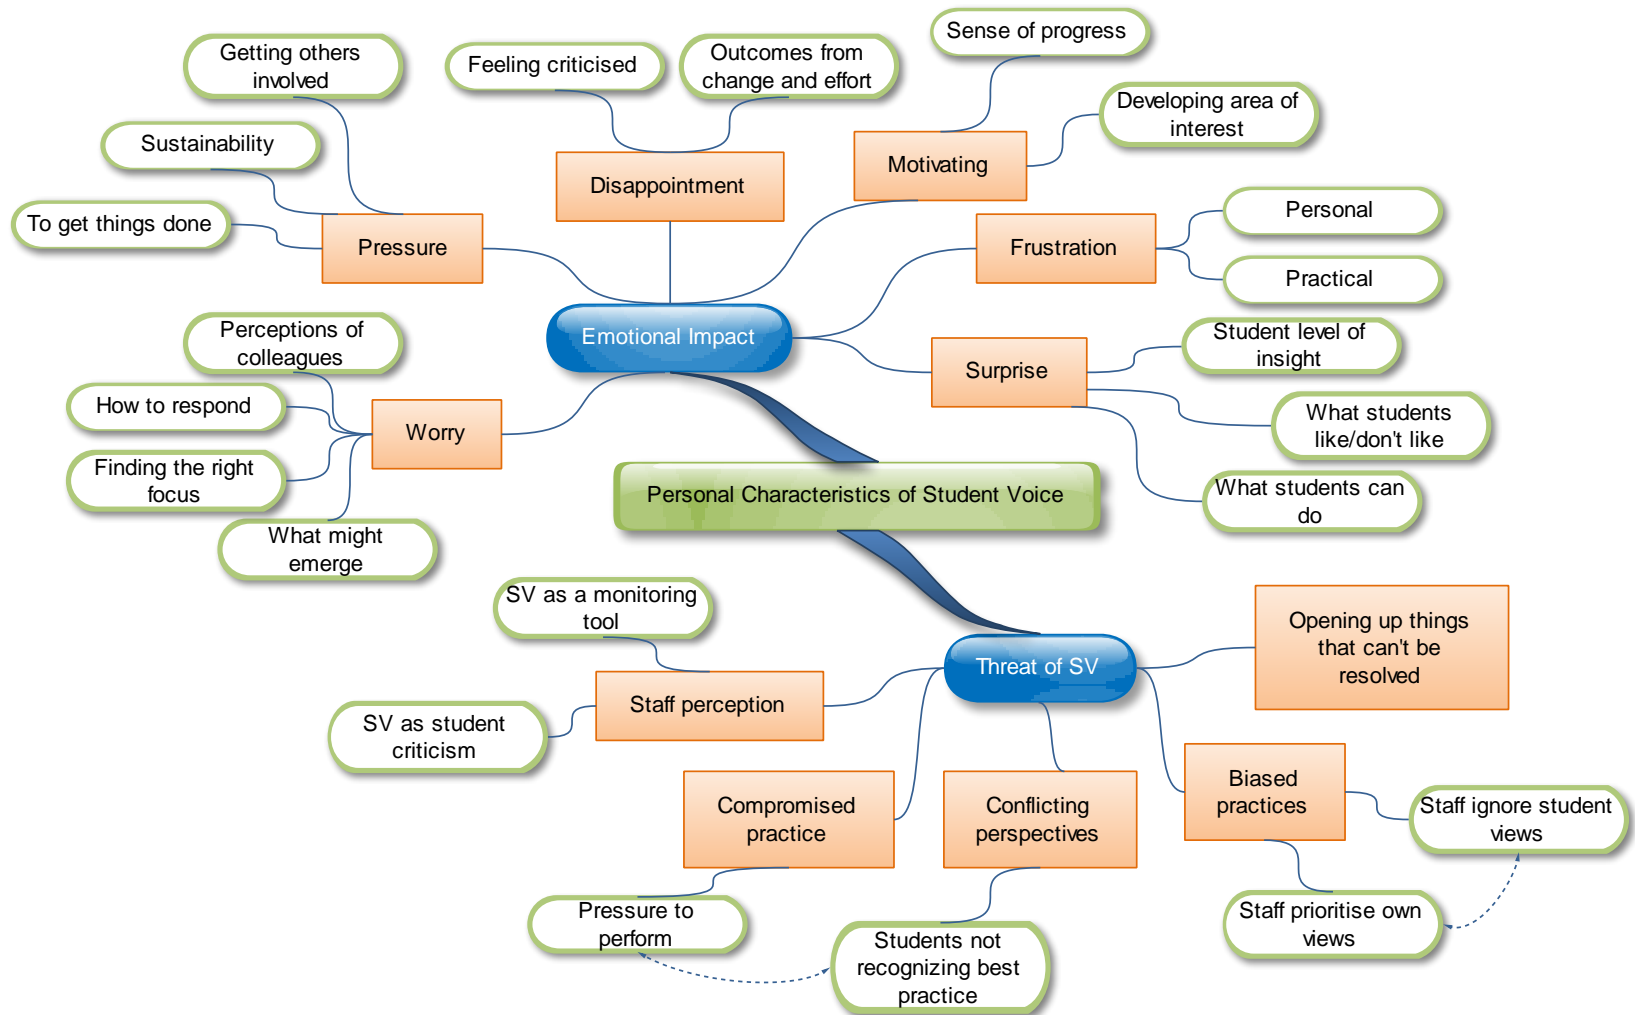 Sense of progress
Getting others
involved
Feeling criticised
Outcomes from
change and effort
Developing area of
interest
Sustainability
Motivating
Disappointment
To get things done
Pressure
Frustration
Personal
Practical
Perceptions of
colleagues
Emotional Impact
Student level of
insight
Surprise
How to respond
Worry
What students
like/don't like
Finding the right
focus
Personal Characteristics of Student Voice
What students can
do
What might
emerge
SV as a monitoring
tool
Opening up things
that can't be
resolved
Threat of SV
Staff perception
SV as student
criticism
Compromised
practice
Conflicting
perspectives
Biased
practices
Staff ignore student
views
Pressure to
perform
Staff prioritise own
views
Students not
recognizing best
practice